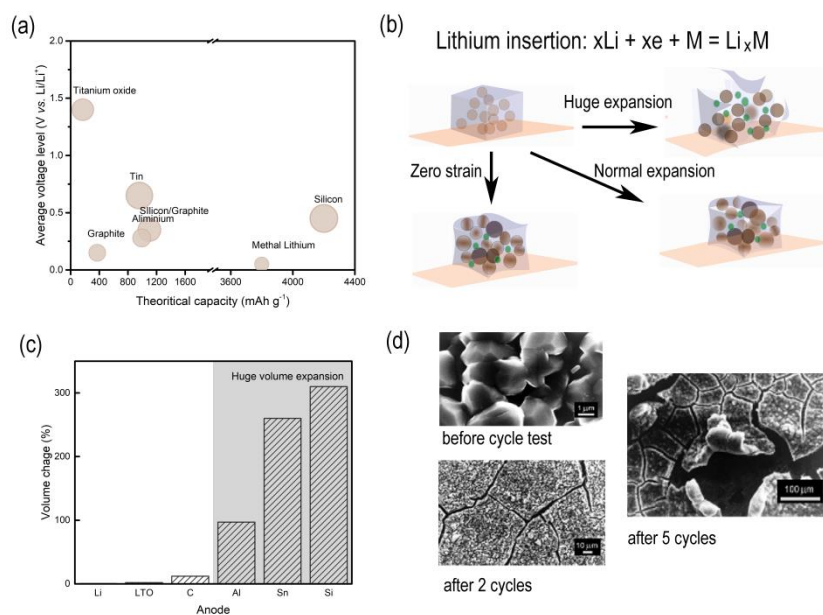 (a)
2.0
1.5
1.0
0.5
0.0
Average voltage level (V vs. Li/Li⁺)
Titanium oxide
Tin
SIlicon/Graphite
Aliminium
Graphite
Methal Lithium
Silicon
0 400 800 1200 1600 4000 4400
Theoritical capacity (mAh g⁻¹)
(b)
Lithium insertion: xLi + xe + M = LiₓM
Huge expansion
Zero strain
Normal expansion
(c)
300
200
100
0
Volume chage (%)
Huge volume expansion
Li LTO C Al Sn Si
Anode
(d)
1 μm
before cycle test
10 μm
after 2 cycles
100 μm
after 5 cycles